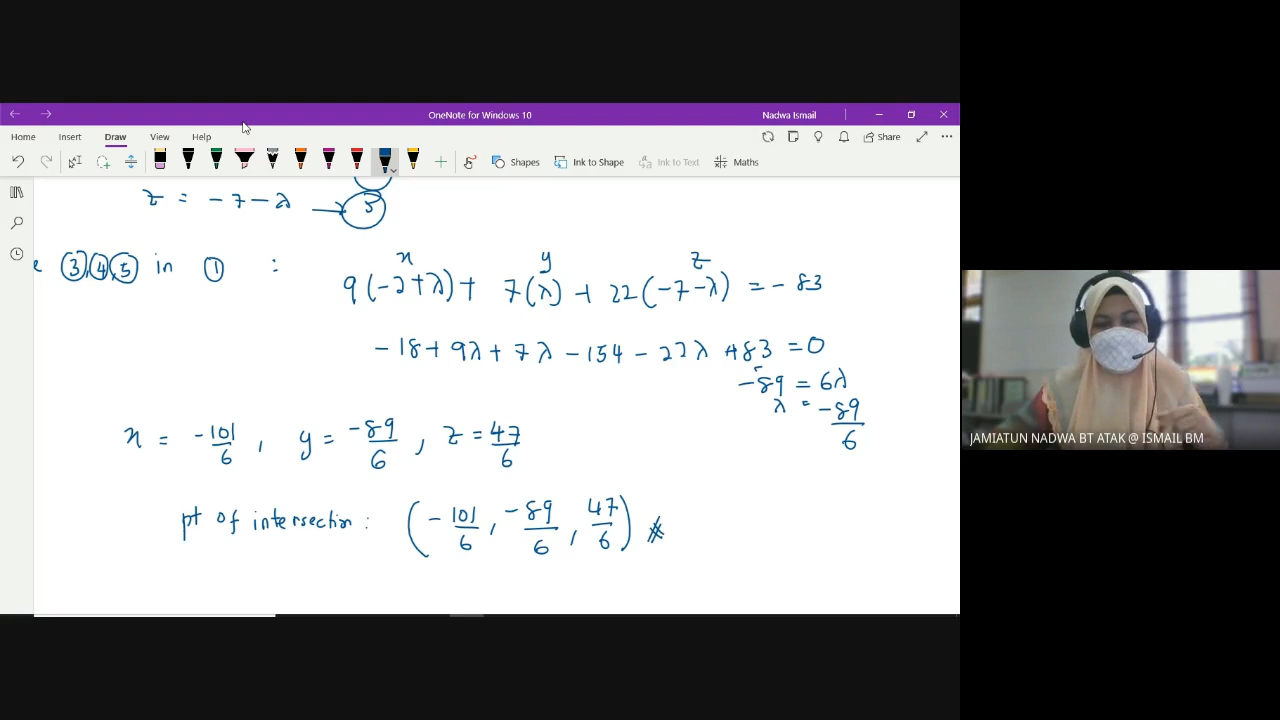 OneNote for Windows 10
Nadwa Ismail
Home Insert Draw View Help
Share
Shapes Ink to Shape Ink to Text Maths
z = -7-λ → 5
3,4,5 in 1 :
x y z
9(-2+λ)+ 7(λ)+22(-7-λ) = -83
-18+9λ+7λ-154-22λ+83 =0
-89 = 6λ
λ = -89/6
x = -101/6, y = -89/6, z = 47/6
pt of intersection: (-101/6, -89/6, 47/6)
JAMIATUN NADWA BT ATAK @ ISMAIL BM